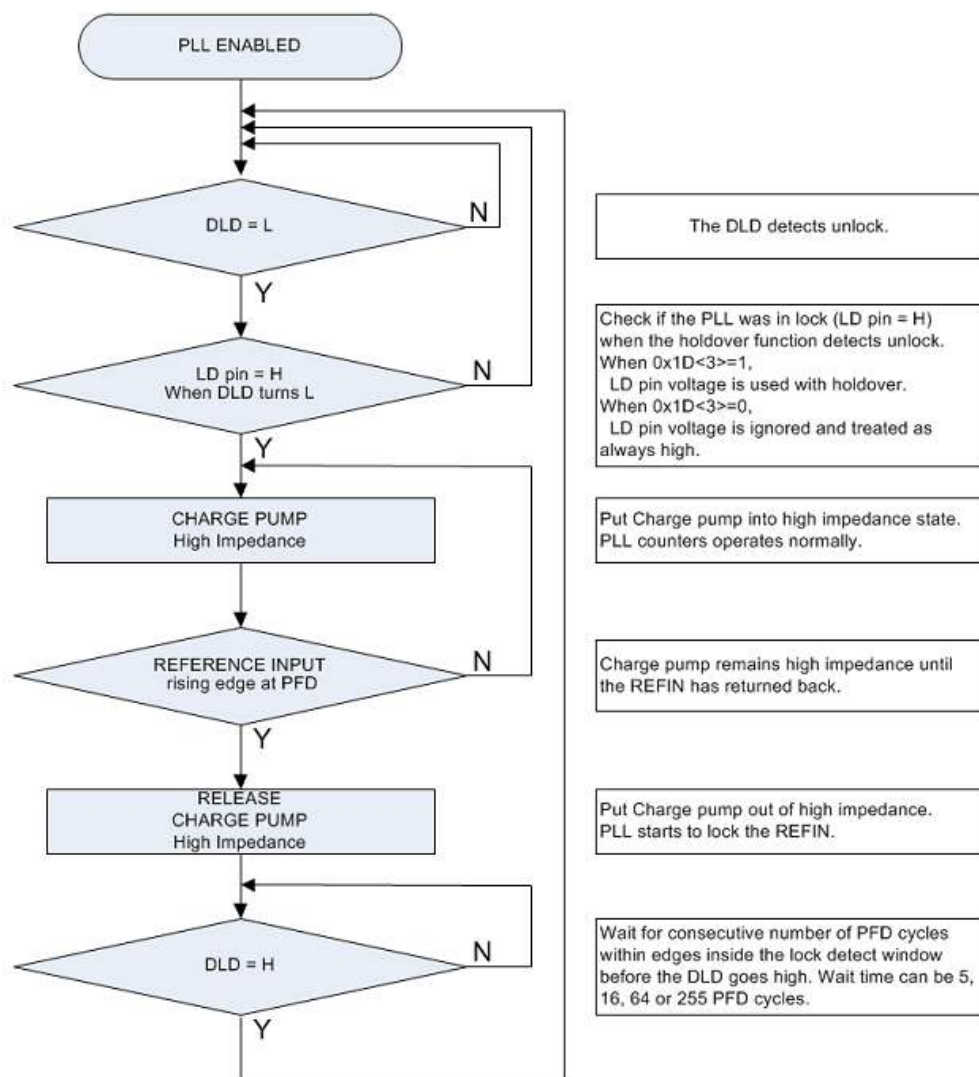 PLL ENABLED
DLD = L
N
Y
The DLD detects unlock.
LD pin = H
When DLD turns L
N
Y
Check if the PLL was in lock (LD pin = H)
when the holdover function detects unlock.
When 0x1D<3>=1,
LD pin voltage is used with holdover.
When 0x1D<3>=0,
LD pin voltage is ignored and treated as
always high.
CHARGE PUMP
High Impedance
Put Charge pump into high impedance state.
PLL counters operates normally.
REFERENCE INPUT
rising edge at PFD
N
Y
Charge pump remains high impedance until
the REFIN has returned back.
RELEASE
CHARGE PUMP
High Impedance
Put Charge pump out of high impedance.
PLL starts to lock the REFIN.
DLD = H
N
Y
Wait for consecutive number of PFD cycles
within edges inside the lock detect window
before the DLD goes high. Wait time can be 5,
16, 64 or 255 PFD cycles.